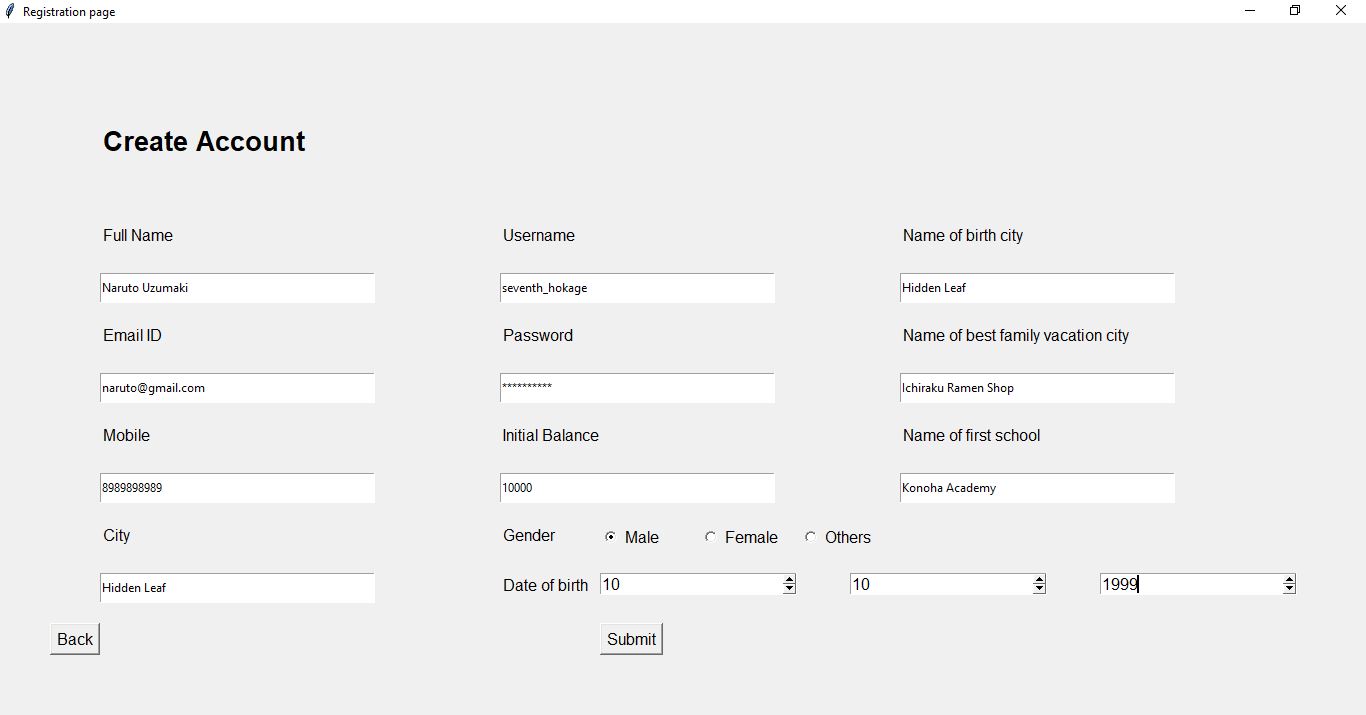 Registration page
Create Account
Full Name Username Name of birth city
Naruto Uzumaki seventh_hokage Hidden Leaf
Email ID Password Name of best family vacation city
naruto@gmail.com ********** Ichiraku Ramen Shop
Mobile Initial Balance Name of first school
8989898989 10000 Konoha Academy
City Gender Male Female Others
Hidden Leaf Date of birth 10 10 1999
Back Submit